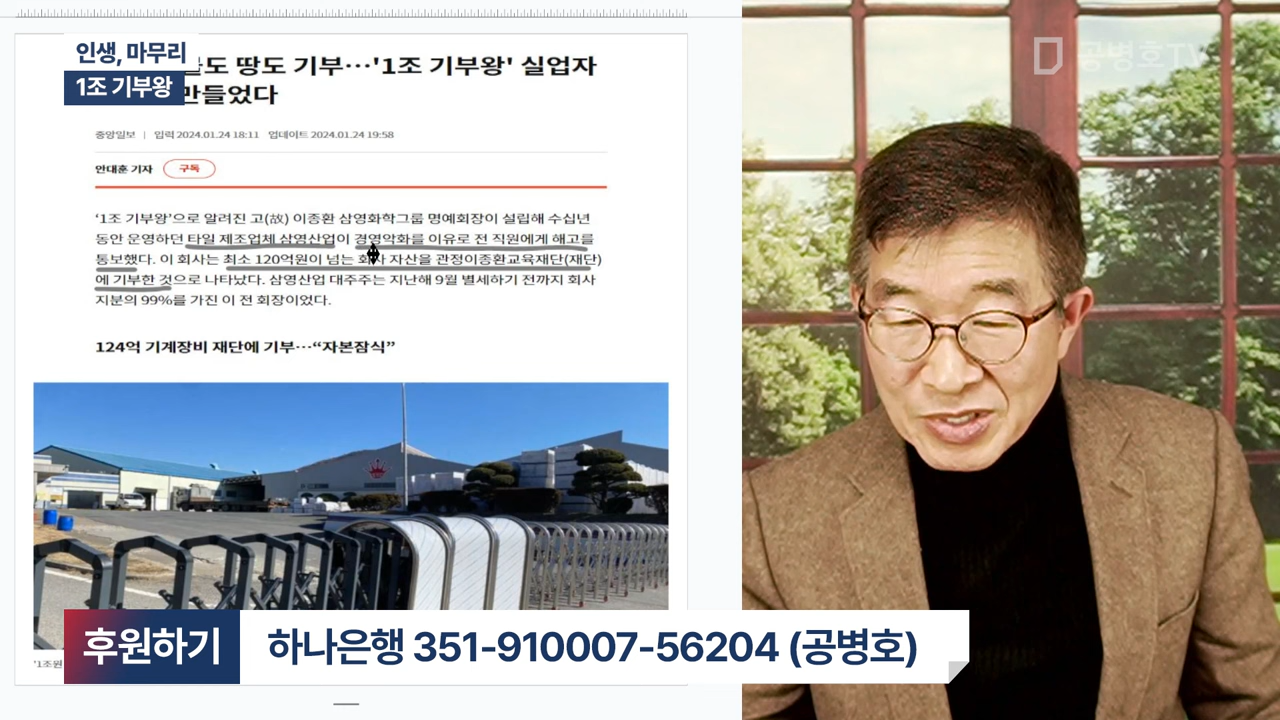 인생, 마무리
1조 기부왕
도 땅도 기부…'1조 기부왕' 실업자
만들었다
중앙일보 | 입력 2024.01.24 18:11 업데이트 2024.01.24 19:58
안대훈 기자 구독
'1조 기부왕'으로 알려진 고(故) 이종환 삼영화학그룹 명예회장이 설립해 수십년
동안 운영하던 타일 제조업체 삼영산업이 경영악화를 이유로 전 직원에게 해고를
통보했다. 이 회사는 최소 120억원이 넘는 회사 자산을 관정이종환교육재단(재단)
에 기부한 것으로 나타났다. 삼영산업 대주주는 지난해 9월 별세하기 전까지 회사
지분의 99%를 가진 이 전 회장이었다.
124억 기계장비 재단에 기부…“자본잠식”
'1조원
후원하기
하나은행 351-910007-56204 (공병호)
공병호TV